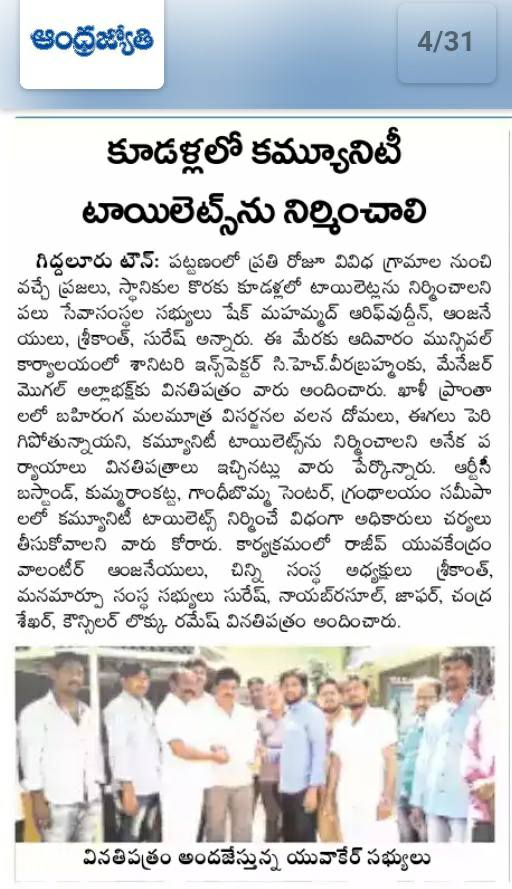 ఆంధ్రజ్యోతి
4/31
కూడళ్లలో కమ్యూనిటీ
టాయిలెట్స్‌ను నిర్మించాలి
గిద్దలూరు టౌన్: పట్టణంలో ప్రతి రోజూ వివిధ గ్రామాల నుంచి
వచ్చే ప్రజలు, స్థానికుల కొరకు కూడళ్లలో టాయిలెట్లను నిర్మించాలని
పలు సేవాసంస్థల సభ్యులు షేక్ మహమ్మద్ ఆరిఫ్‌వుద్దీన్, ఆంజనే
యులు, శ్రీకాంత్, సురేష్ అన్నారు. ఈ మేరకు ఆదివారం మున్సిపల్
కార్యాలయంలో శానిటరి ఇన్స్‌పెక్టర్ సి.హెచ్.వీరబ్రహ్మంకు, మేనేజర్
మొగల్ అల్లాభక్ష్‌కు వినతిపత్రం వారు అందించారు. ఖాళీ ప్రాంతా
లలో బహిరంగ మలమూత్ర విసర్జనల వలన దోమలు, ఈగలు పెరి
గిపోతున్నాయని, కమ్యూనిటీ టాయిలెట్స్‌ను నిర్మించాలని అనేక ప
ర్యాయాలు వినతిపత్రాలు ఇచ్చినట్లు వారు పేర్కొన్నారు. ఆర్టీసీ
బస్టాండ్, కుమ్మరాంకట్ట, గాంధీబొమ్మ సెంటర్, గ్రంథాలయం సమీపా
లలో కమ్యూనిటీ టాయిలెట్స్ నిర్మించే విధంగా అధికారులు చర్యలు
తీసుకోవాలని వారు కోరారు. కార్యక్రమంలో రాజీవ్ యువకేంద్రం
వాలంటీర్ ఆంజనేయులు, చిన్ని సంస్థ అధ్యక్షులు శ్రీకాంత్,
మనమార్పూ సంస్థ సభ్యులు సురేష్, నాయబ్‌రసూల్, జాఫర్, చంద్ర
శేఖర్, కౌన్సిలర్ లొక్కు రమేష్ వినతిపత్రం అందించారు.
వినతిపత్రం అందజేస్తున్న యువాకేర్ సభ్యులు